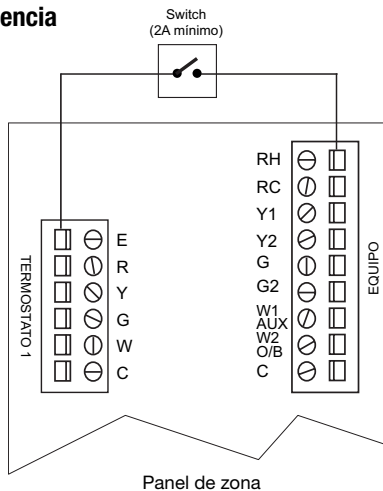 encia
Switch
(2A mínimo)
TERMOSTATO 1
E
R
Y
G
W
C
RH
RC
Y1
Y2
G
G2
W1
AUX
W2
O/B
C
EQUIPO
Panel de zona